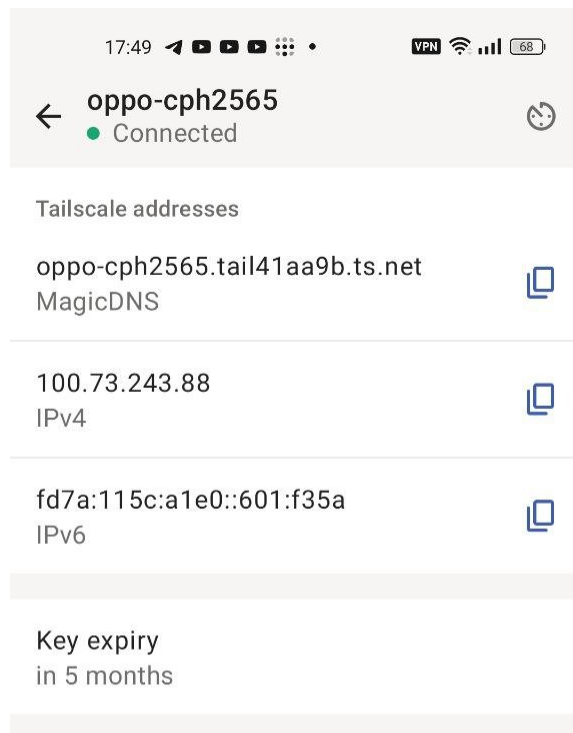 17:49 VPN 68
oppo-cph2565
Connected
Tailscale addresses
oppo-cph2565.tail41aa9b.ts.net
MagicDNS
100.73.243.88
IPv4
fd7a:115c:a1e0::601:f35a
IPv6
Key expiry
in 5 months